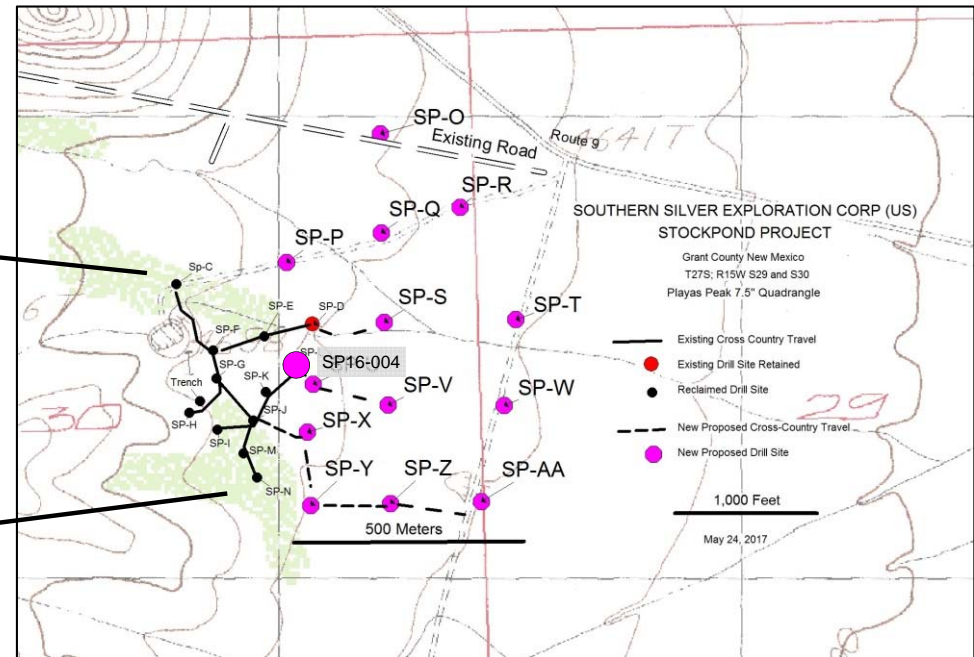 SP-O
Existing Road
Route 9
4641T
SP-R
SP-Q
SP-P
SOUTHERN SILVER EXPLORATION CORP (US)
STOCKPOND PROJECT
Grant County New Mexico
T27S; R15W S29 and S30
Playas Peak 7.5" Quadrangle
Sp-C
SP-E
SP-D
SP-S
SP-T
SP-F
SP-
SP16-004
SP-G
SP-K
Trench
SP-V
SP-W
SP-H
SP-J
SP-X
SP-I
SP-M
SP-N
SP-Y
SP-Z
SP-AA
30
29
Existing Cross Country Travel
Existing Drill Site Retained
Reclaimed Drill Site
New Proposed Cross-Country Travel
New Proposed Drill Site
500 Meters
1,000 Feet
May 24, 2017